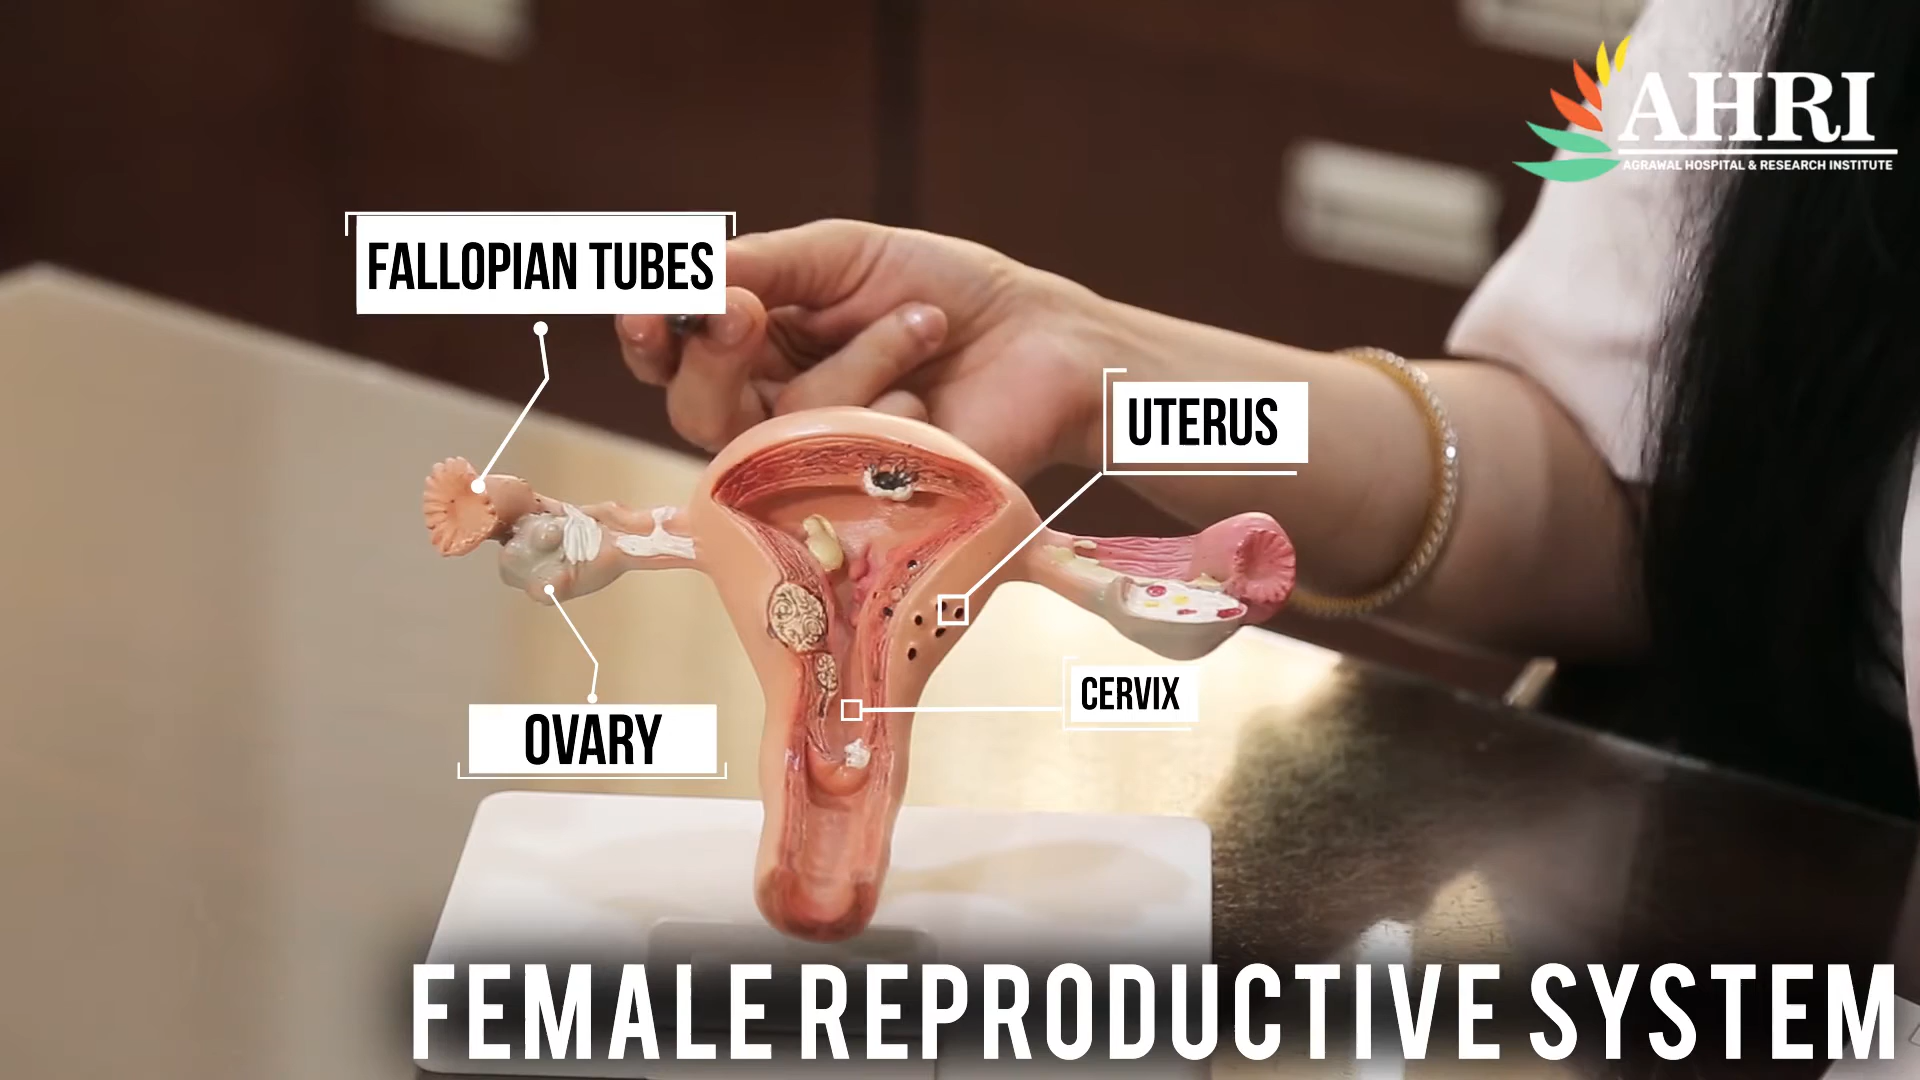 AHRI
AGRAWAL HOSPITAL & RESEARCH INSTITUTE
FALLOPIAN TUBES
UTERUS
CERVIX
OVARY
FEMALE REPRODUCTIVE SYSTEM